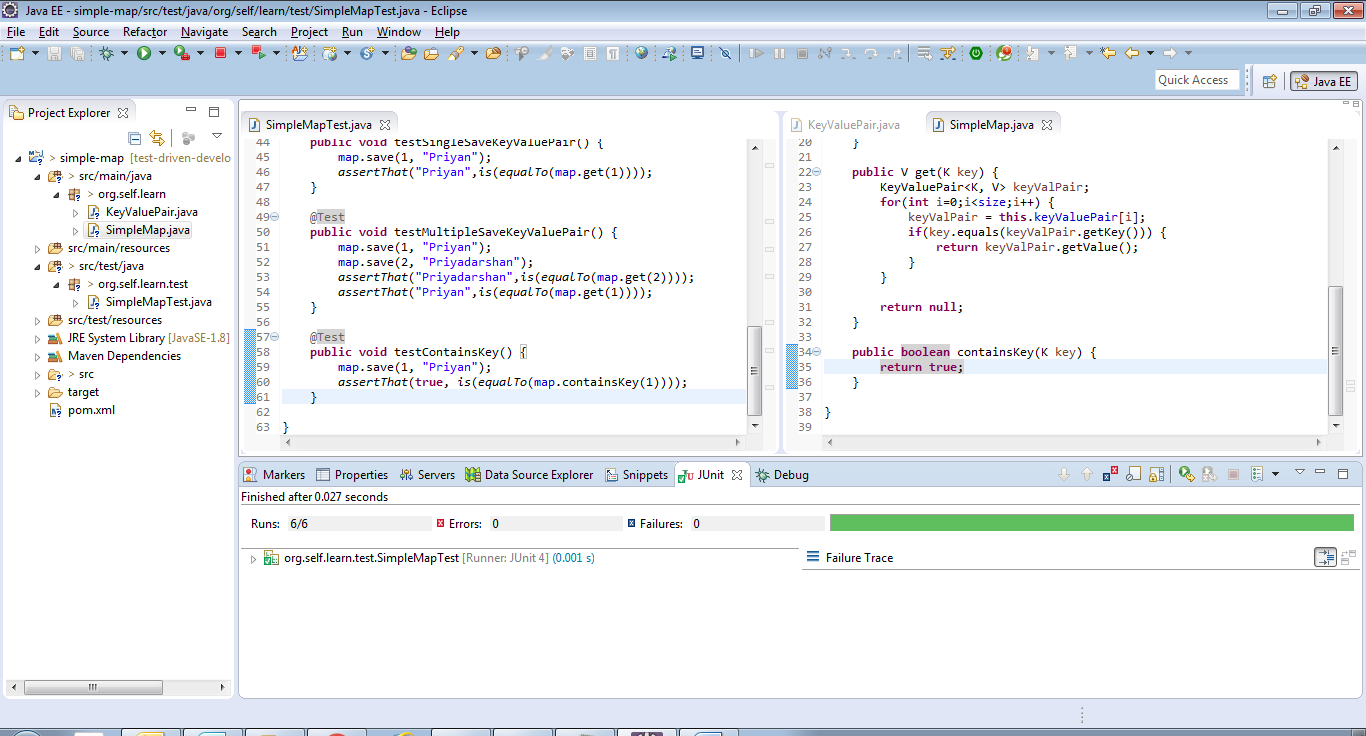 Java EE - simple-map/src/test/java/org/self/learn/test/SimpleMapTest.java - Eclipse
File Edit Source Refactor Navigate Search Project Run Window Help
Quick Access
Java EE
Project Explorer
> simple-map [test-driven-develo
> src/main/java
> org.self.learn
KeyValuePair.java
SimpleMap.java
src/main/resources
> src/test/java
> org.self.learn.test
SimpleMapTest.java
src/test/resources
JRE System Library [JavaSE-1.8]
Maven Dependencies
> src
target
pom.xml
SimpleMapTest.java
44 public void testSingleSaveKeyValuePair() {
45 map.save(1, "Priyan");
46 assertThat("Priyan",is(equalTo(map.get(1))));
47 }
48
49 @Test
50 public void testMultipleSaveKeyValuePair() {
51 map.save(1, "Priyan");
52 map.save(2, "Priyadarshan");
53 assertThat("Priyadarshan",is(equalTo(map.get(2))));
54 assertThat("Priyan",is(equalTo(map.get(1))));
55 }
56
57 @Test
58 public void testContainsKey() {
59 map.save(1, "Priyan");
60 assertThat(true, is(equalTo(map.containsKey(1))));
61 }
62
63 }
KeyValuePair.java SimpleMap.java
20 }
21
22 public V get(K key) {
23 KeyValuePair<K, V> keyValPair;
24 for(int i=0;i<size;i++) {
25 keyValPair = this.keyValuePair[i];
26 if(key.equals(keyValPair.getKey())) {
27 return keyValPair.getValue();
28 }
29 }
30
31 return null;
32 }
33
34 public boolean containsKey(K key) {
35 return true;
36 }
37
38 }
39
Markers Properties Servers Data Source Explorer Snippets JUnit Debug
Finished after 0.027 seconds
Runs: 6/6 Errors: 0 Failures: 0
org.self.learn.test.SimpleMapTest [Runner: JUnit 4] (0.001 s)
Failure Trace